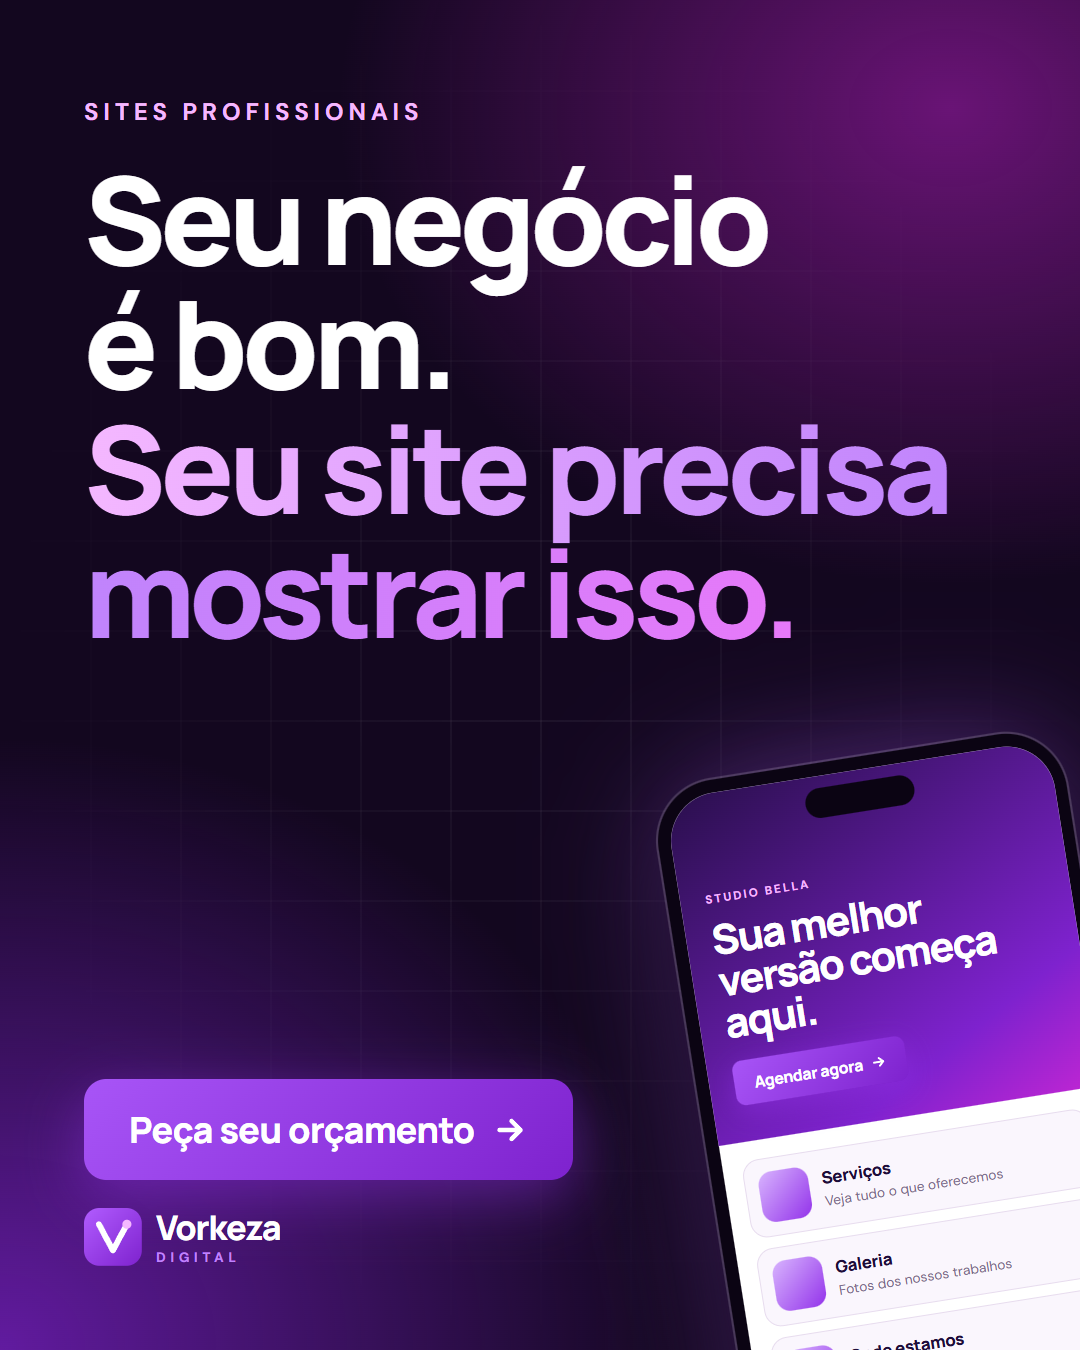 SITES PROFISSIONAIS
Seu negócio
é bom.
Seu site precisa
mostrar isso.
STUDIO BELLA
Sua melhor
versão começa
aqui.
Agendar agora →
Serviços
Veja tudo o que oferecemos
Galeria
Fotos dos nossos trabalhos
estamos
Peça seu orçamento →
Vorkeza
DIGITAL